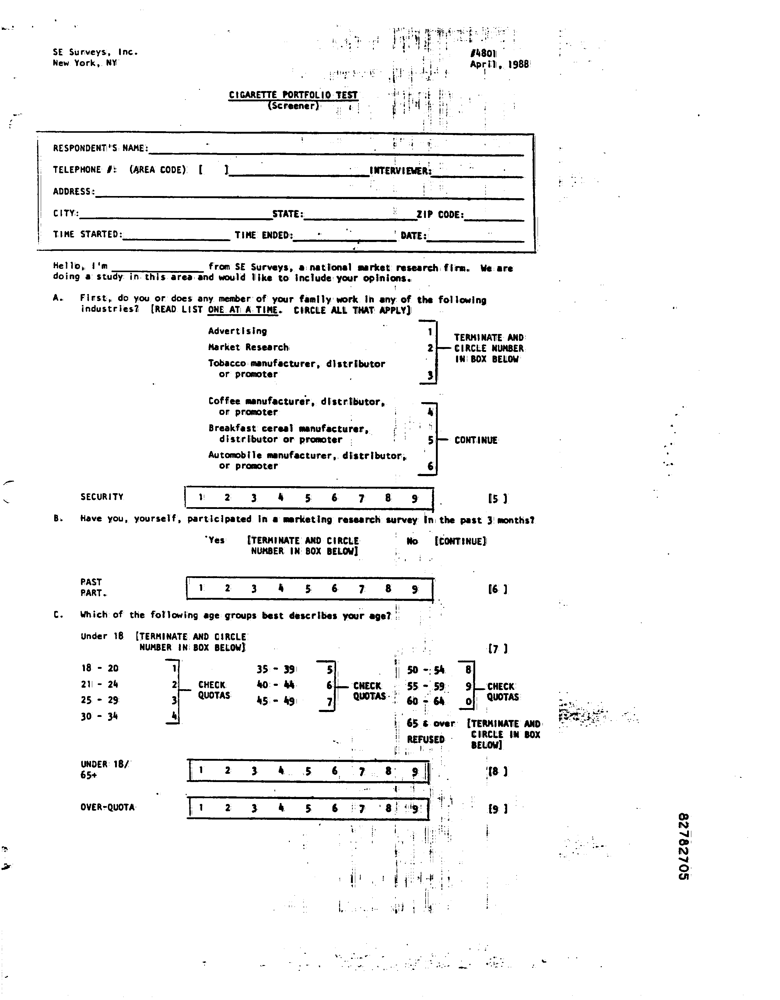 SE Surveys, Inc. #4801
New York, NY April, 1988
CIGARETTE PORTFOLIO TEST
(Screener)
RESPONDENT'S NAME:
TELEPHONE #: (AREA CODE) [ ] INTERVIEWER:
ADDRESS:
CITY: STATE: ZIP CODE:
TIME STARTED: TIME ENDED: DATE:
Hello, I'm __________ from SE Surveys, a national market research firm. We are
doing a study in this area and would like to include your opinions.
A. First, do you or does any member of your family work in any of the following
industries? [READ LIST ONE AT A TIME. CIRCLE ALL THAT APPLY]
Advertising 1 TERMINATE AND
Market Research 2 CIRCLE NUMBER
Tobacco manufacturer, distributor IN BOX BELOW
or promoter 3
Coffee manufacturer, distributor,
or promoter 4
Breakfast cereal manufacturer,
distributor or promoter 5 CONTINUE
Automobile manufacturer, distributor,
or promoter 6
SECURITY 1 2 3 4 5 6 7 8 9 [5 ]
B. Have you, yourself, participated in a marketing research survey in the past 3 months?
Yes [TERMINATE AND CIRCLE No [CONTINUE]
NUMBER IN BOX BELOW]
PAST
PART. 1 2 3 4 5 6 7 8 9 [6 ]
C. Which of the following age groups best describes your age?
Under 18 [TERMINATE AND CIRCLE
NUMBER IN BOX BELOW] [7 ]
18 - 20 1 35 - 39 5 50 - 54 8
21 - 24 2 CHECK 40 - 44 6 CHECK 55 - 59 9 CHECK
25 - 29 3 QUOTAS 45 - 49 7 QUOTAS 60 - 64 0 QUOTAS
30 - 34 4
65 & over [TERMINATE AND
REFUSED CIRCLE IN BOX
BELOW]
UNDER 18/
65+ 1 2 3 4 5 6 7 8 9 [8 ]
OVER-QUOTA 1 2 3 4 5 6 7 8 9 [9 ]
82782705